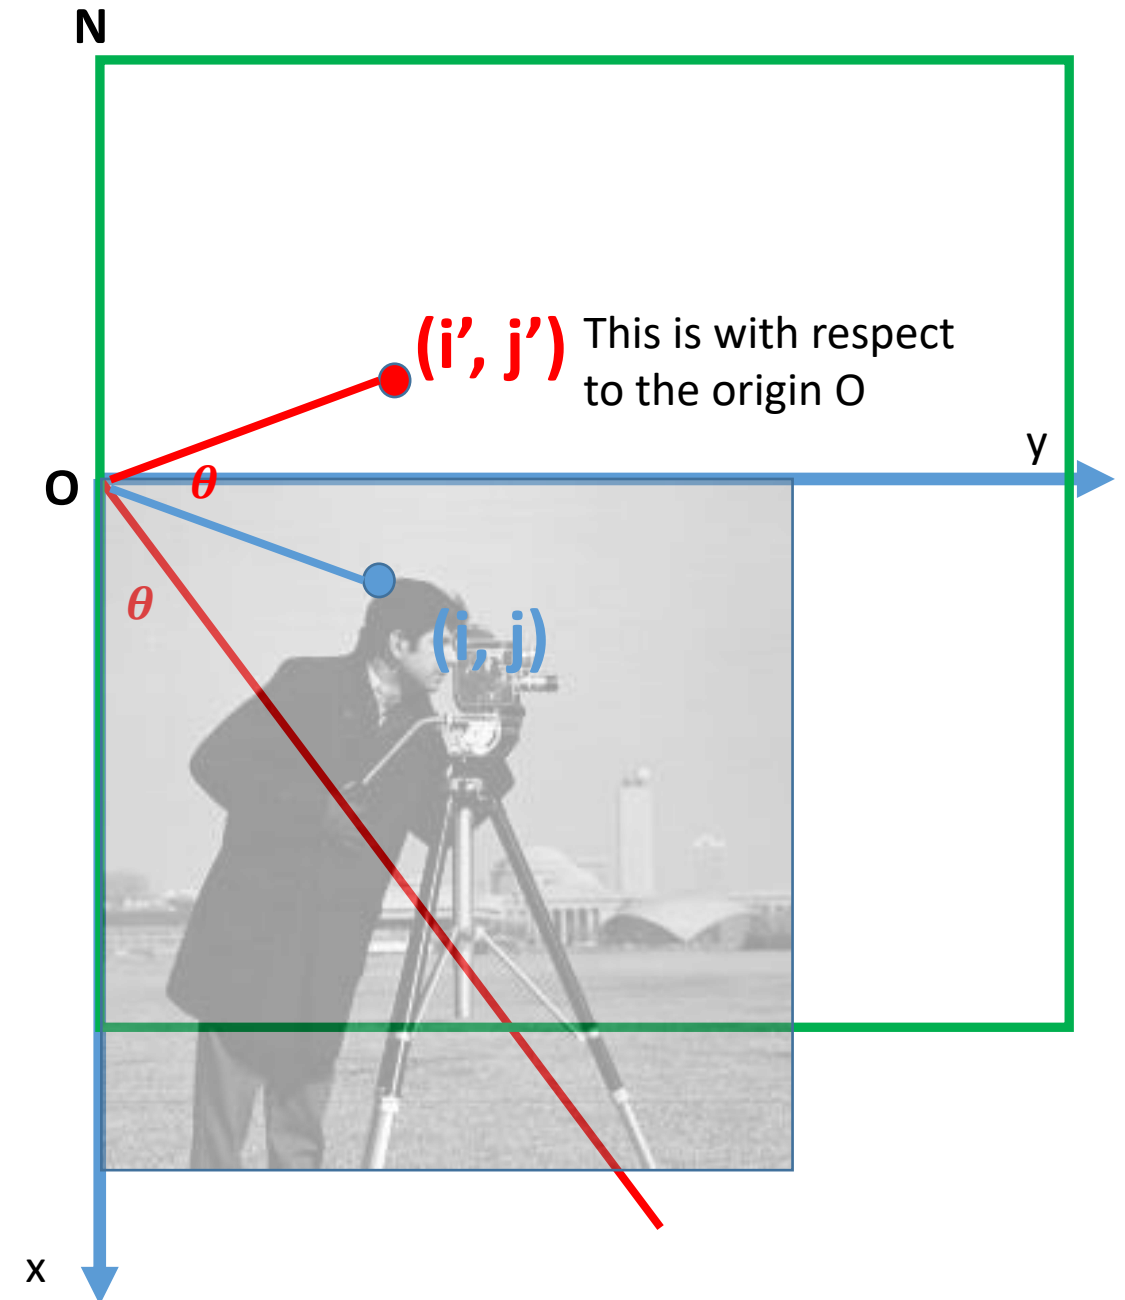 N
(i’, j’)
This is with respect
to the origin O
y
O
θ
θ
(i, j)
x